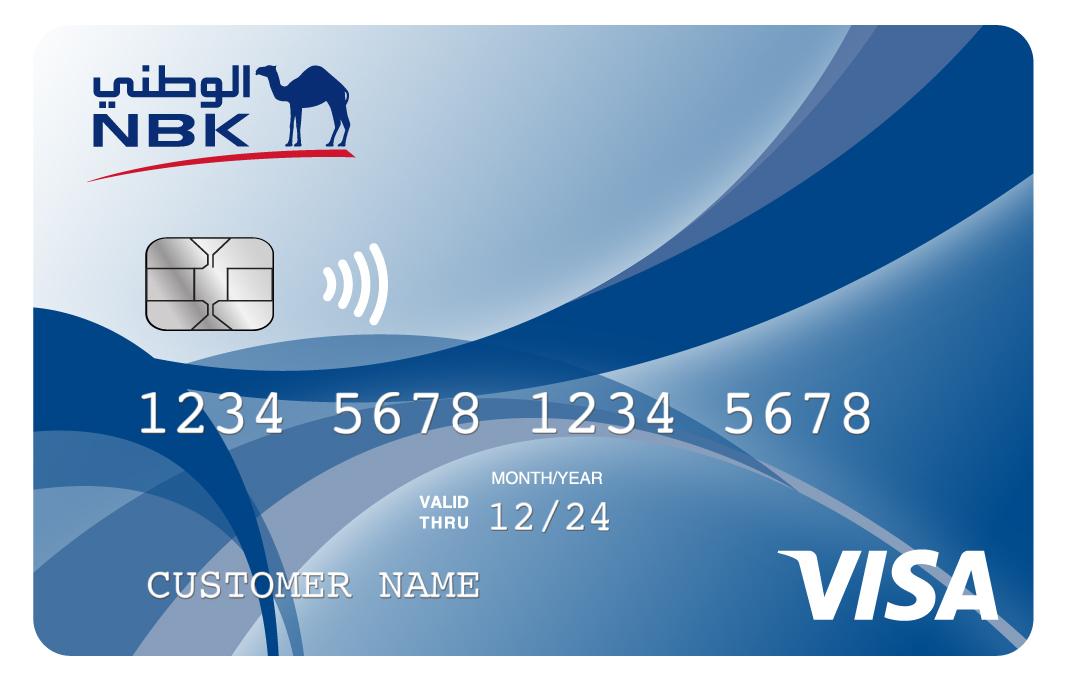 الوطني
NBK
1234 5678 1234 5678
MONTH/YEAR
VALID
THRU 12/24
CUSTOMER NAME
VISA